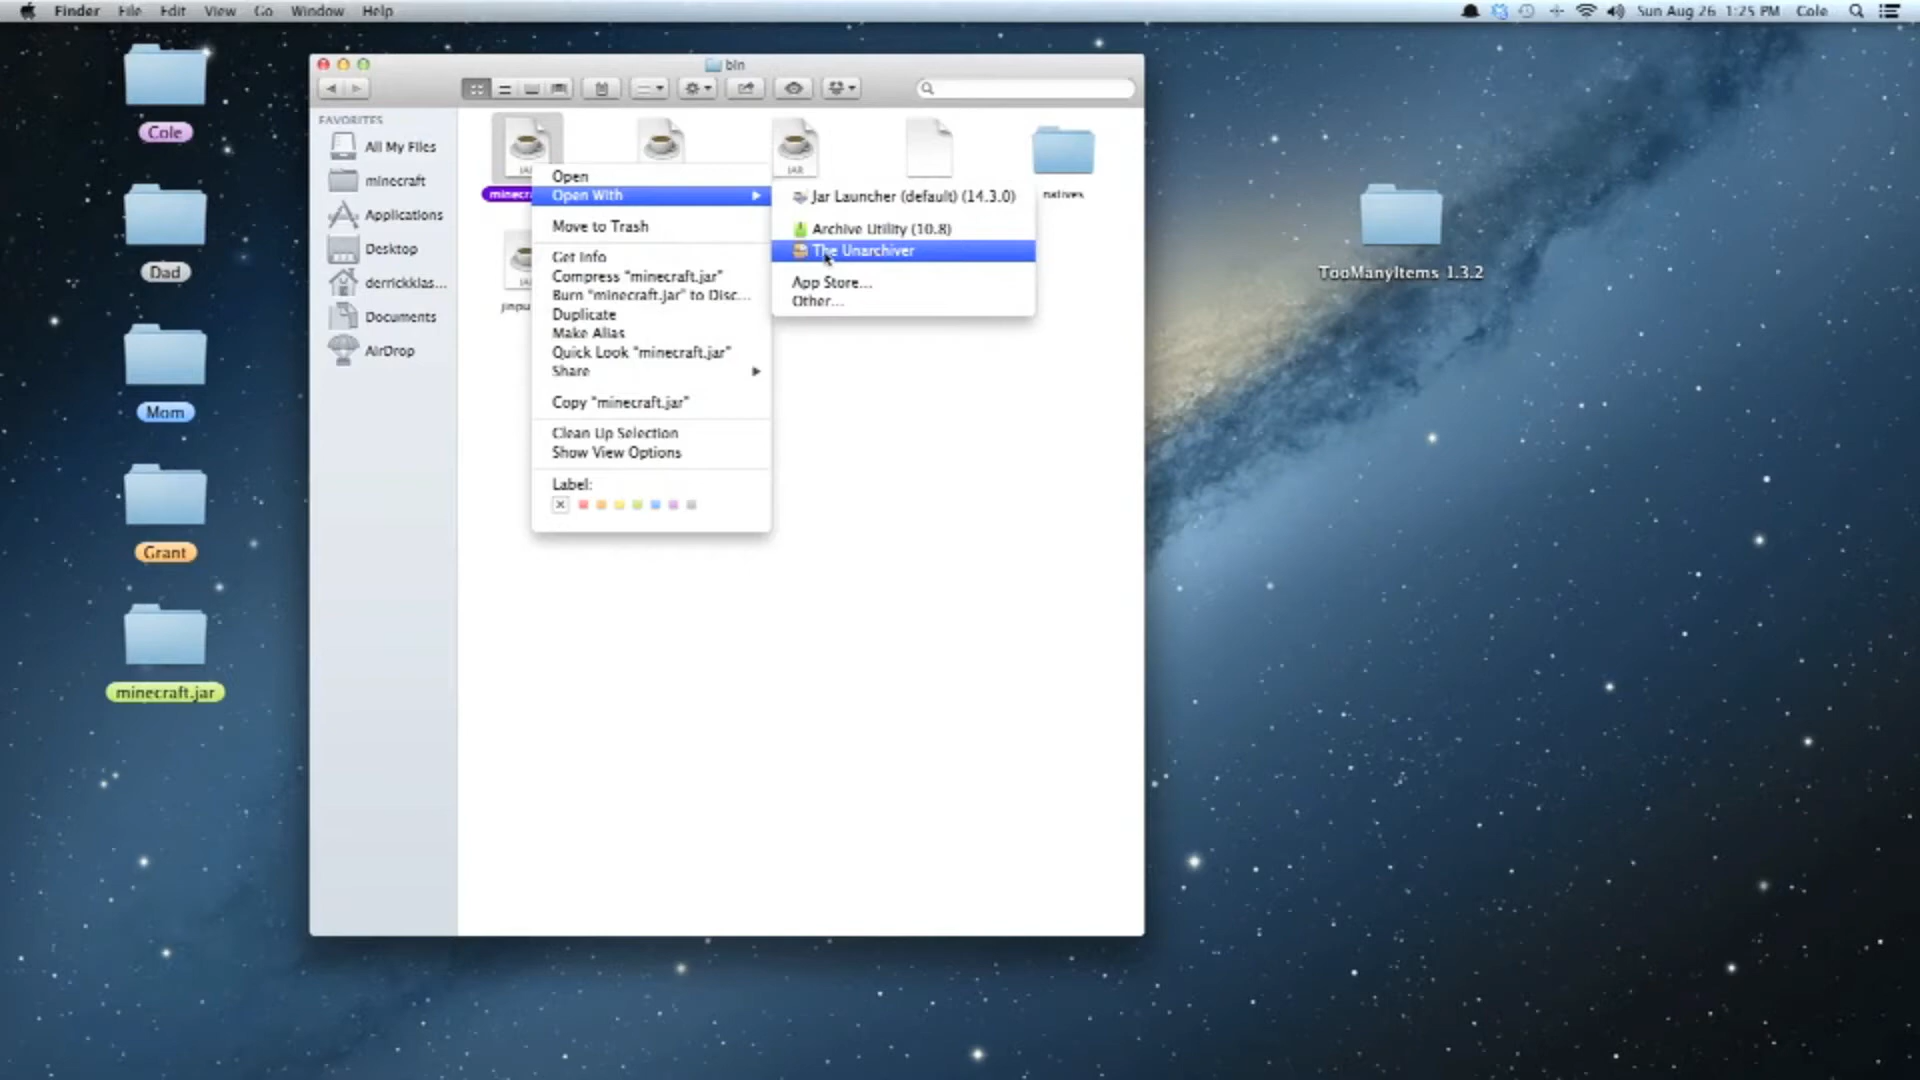 Finder File Edit View Go Window Help
Sun Aug 26 1:25 PM Cole
bin
Cole
Dad
Mom
Grant
minecraft.jar
FAVORITES
All My Files
minecraft
Applications
Desktop
derrickklas...
Documents
AirDrop
JAR
natives
Open
Open With
Move to Trash
Get Info
Compress "minecraft.jar"
Burn "minecraft.jar" to Disc...
Duplicate
Make Alias
Quick Look "minecraft.jar"
Share
Copy "minecraft.jar"
Clean Up Selection
Show View Options
Label:
Jar Launcher (default) (14.3.0)
Archive Utility (10.8)
The Unarchiver
App Store...
Other...
TooManyItems 1.3.2